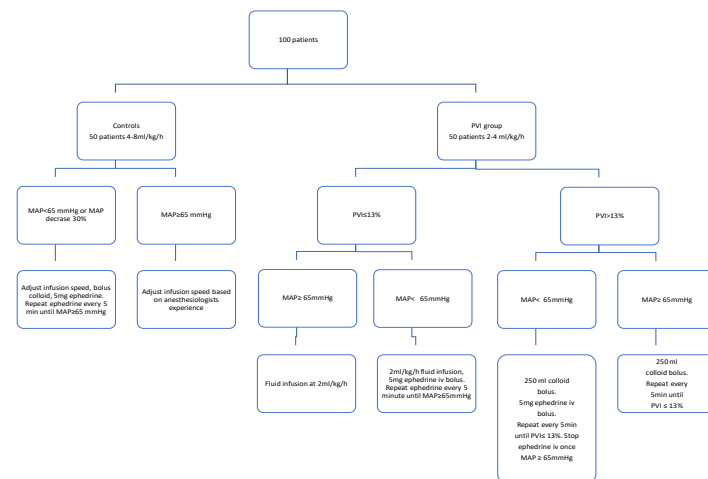 100 patients
Controls
50 patients 4-8ml/kg/h
PVI group
50 patients 2-4 ml/kg/h
MAP<65 mmHg or MAP
decrase 30%
MAP≥65 mmHg
PVI≤13%
PVI>13%
Adjust infusion speed, bolus
colloid, 5mg ephedrine.
Repeat ephedrine every 5
min until MAP≥65 mmHg
Adjust infusion speed based
on anesthesiologists
experience
MAP≥ 65mmHg
MAP< 65mmHg
MAP< 65mmHg
MAP≥ 65mmHg
Fluid infusion at 2ml/kg/h
2ml/kg/h fluid infusion,
5mg ephedrine iv bolus.
Repeat ephedrine every 5
minute until MAP≥65mmHg
250 ml colloid
bolus.
5mg ephedrine iv
bolus.
Repeat every 5min
until PVI≤ 13%. Stop
ephedrine iv once
MAP ≥ 65mmHg
250 ml
colloid bolus.
Repeat every
5min until
PVI ≤ 13%